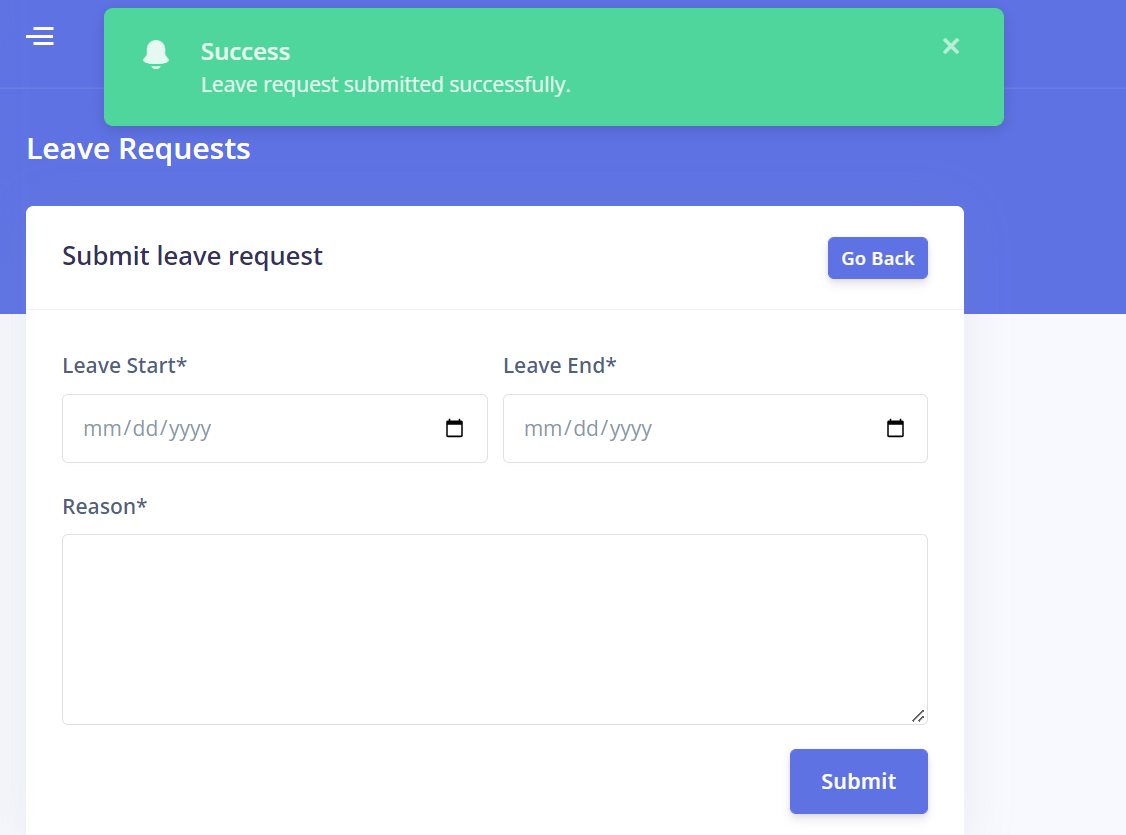 Success
Leave request submitted successfully.
Leave Requests
Submit leave request
Go Back
Leave Start*
Leave End*
mm/dd/yyyy
mm/dd/yyyy
Reason*
Submit